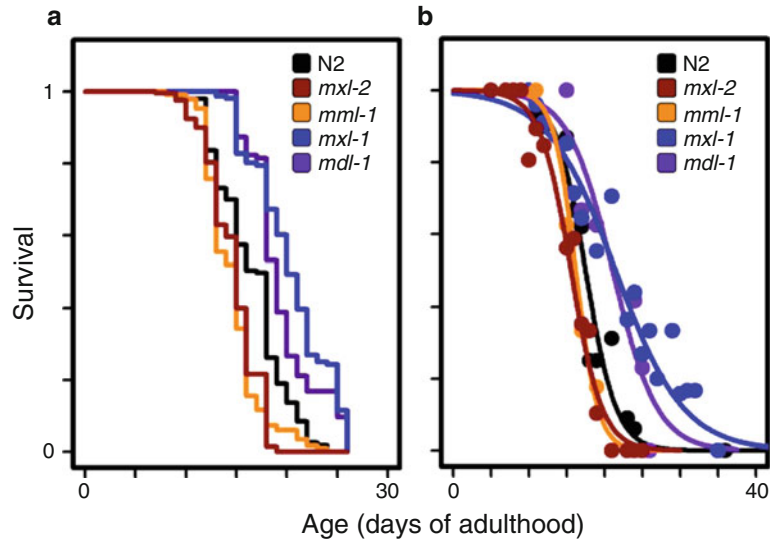 a
b
N2
mxl-2
mml-1
mxl-1
mdl-1
N2
mxl-2
mml-1
mxl-1
mdl-1
1
Survival
0
0
30
0
40
Age (days of adulthood)